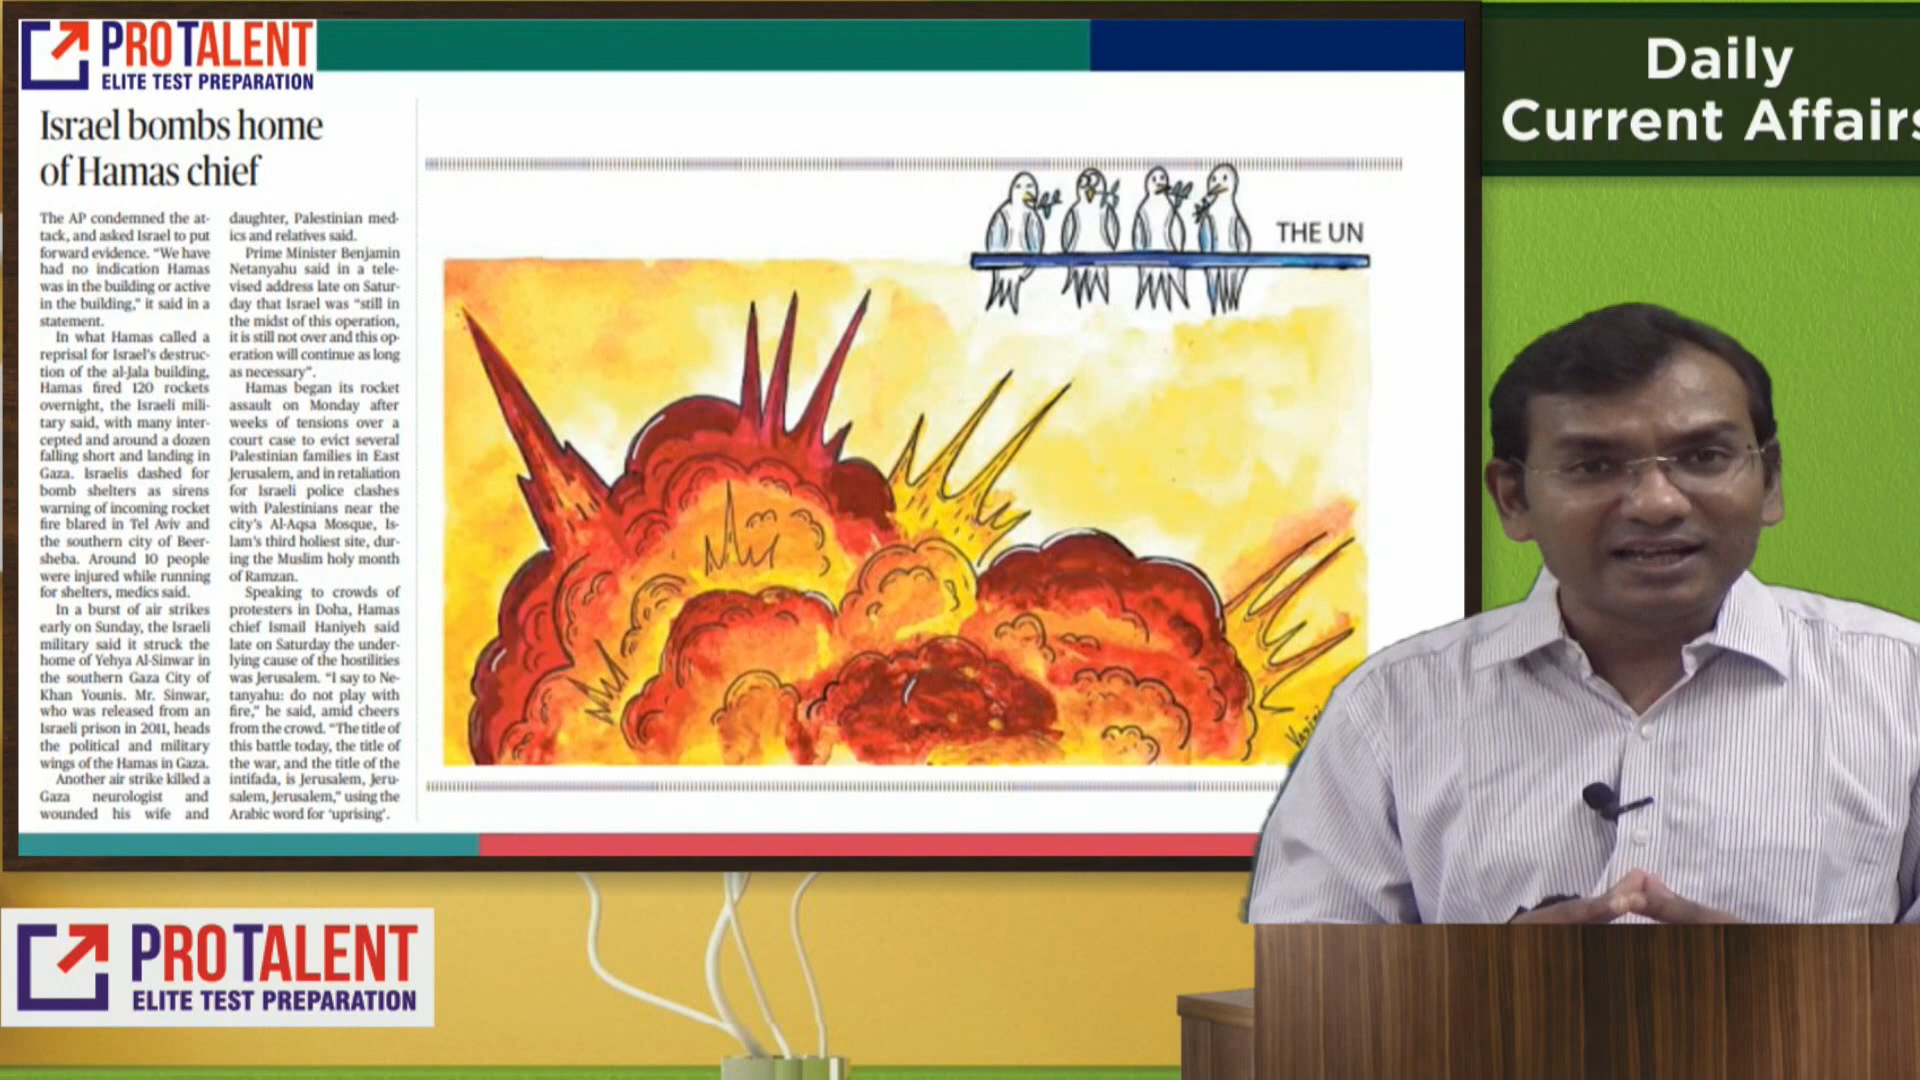 PROTALENT
ELITE TEST PREPARATION
Daily
Current Affairs
Israel bombs home
of Hamas chief
The AP condemned the at-
tack, and asked Israel to put
forward evidence. "We have
had no indication Hamas
was in the building or active
in the building," it said in a
statement.
In what Hamas called a
reprisal for Israel's destruc-
tion of the al-Jala building,
Hamas fired 120 rockets
overnight, the Israeli mili-
tary said, with many inter-
cepted and around a dozen
falling short and landing in
Gaza. Israelis dashed for
bomb shelters as sirens
warning of incoming rocket
fire blared in Tel Aviv and
the southern city of Beer-
sheba. Around 10 people
were injured while running
for shelters, medics said.
In a burst of air strikes
early on Sunday, the Israeli
military said it struck the
home of Yehya Al-Sinwar in
the southern Gaza City of
Khan Younis. Mr. Sinwar,
who was released from an
Israeli prison in 2011, heads
the political and military
wings of the Hamas in Gaza.
Another air strike killed a
Gaza neurologist and
wounded his wife and
daughter, Palestinian med-
ics and relatives said.
Prime Minister Benjamin
Netanyahu said in a tele-
vised address late on Satur-
day that Israel was "still in
the midst of this operation,
it is still not over and this op-
eration will continue as long
as necessary".
Hamas began its rocket
assault on Monday after
weeks of tensions over a
court case to evict several
Palestinian families in East
Jerusalem, and in retaliation
for Israeli police clashes
with Palestinians near the
city's Al-Aqsa Mosque, Is-
lam's third holiest site, dur-
ing the Muslim holy month
of Ramzan.
Speaking to crowds of
protesters in Doha, Hamas
chief Ismail Haniyeh said
late on Saturday the under-
lying cause of the hostilities
was Jerusalem. "I say to Ne-
tanyahu: do not play with
fire," he said, amid cheers
from the crowd. "The title of
this battle today, the title of
the war, and the title of the
intifada, is Jerusalem, Jeru-
salem, Jerusalem," using the
Arabic word for 'uprising'.
THE UN
PROTALENT
ELITE TEST PREPARATION